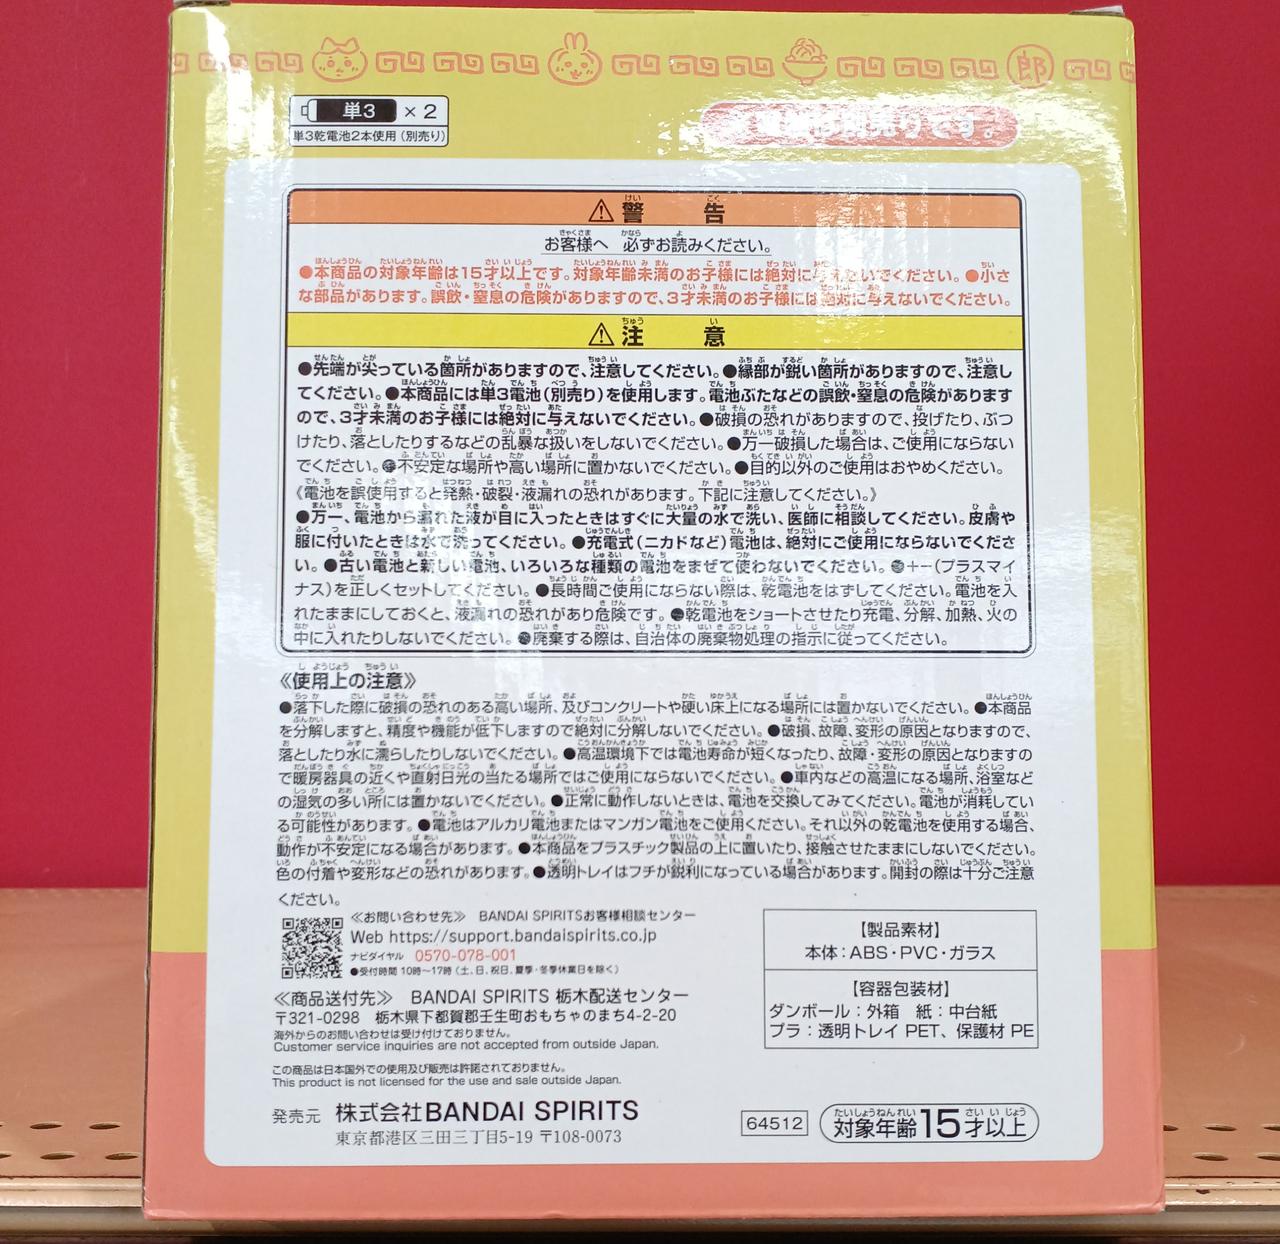 郎
単3 × 2
単3乾電池2本使用(別売り)
売りです。
警告
お客様へ 必ずお読みください。
●本商品の対象年齢は15才以上です。対象年齢未満のお子様には絶対に与えないでください。●小さ
な部品があります。誤飲・窒息の危険がありますので、3才未満のお子様には絶対に与えないでください。
注意
●先端が尖っている箇所がありますので、注意してください。●縁部が鋭い箇所がありますので、注意し
てください。●本商品には単3電池(別売り)を使用します。電池ぶたなどの誤飲・窒息の危険があります
ので、3才未満のお子様には絶対に与えないでください。●破損の恐れがありますので、投げたり、ぶつ
けたり、落としたりするなどの乱暴な扱いをしないでください。●万一破損した場合は、ご使用にならない
でください。●不安定な場所や高い場所に置かないでください。●目的以外のご使用はおやめください。
《電池を誤使用すると発熱・破裂・液漏れの恐れがあります。下記に注意してください。》
●万一、電池から漏れた液が目に入ったときはすぐに大量の水で洗い、医師に相談してください。皮膚や
服に付いたときは水で洗ってください。●充電式(ニカドなど)電池は、絶対にご使用にならないでくださ
い。●古い電池と新しい電池、いろいろな種類の電池をまぜて使わないでください。●+−(プラスマイ
ナス)を正しくセットしてください。●長時間ご使用にならない際は、乾電池をはずしてください。電池を入
れたままにしておくと、液漏れの恐れがあり危険です。●乾電池をショートさせたり充電、分解、加熱、火の
中に入れたりしないでください。●廃棄する際は、自治体の廃棄物処理の指示に従ってください。
《使用上の注意》
●落下した際に破損の恐れのある高い場所、及びコンクリートや硬い床上になる場所には置かないでください。●本商品
を分解しますと、精度や機能が低下しますので絶対に分解しないでください。●破損、故障、変形の原因となりますので、
落としたり水に濡らしたりしないでください。●高温環境下では電池寿命が短くなったり、故障・変形の原因となりますの
で暖房器具の近くや直射日光の当たる場所ではご使用にならないでください。●車内などの高温になる場所、浴室など
の湿気の多い所には置かないでください。●正常に動作しないときは、電池を交換してみてください。電池が消耗してい
る可能性があります。●電池はアルカリ電池またはマンガン電池をご使用ください。それ以外の乾電池を使用する場合、
動作が不安定になる場合があります。●本商品をプラスチック製品の上に置いたり、接触させたままにしないでください。
色の付着や変形などの恐れがあります。●透明トレイはフチが鋭利になっている場合があります。開封の際は十分ご注意
ください。
≪お問い合わせ先≫ BANDAI SPIRITSお客様相談センター
Web https://support.bandaispirits.co.jp
ナビダイヤル 0570-078-001
●受付時間 10時〜17時(土、日、祝日、夏季・冬季休業日を除く)
≪商品送付先≫ BANDAI SPIRITS 栃木配送センター
〒321-0298 栃木県下都賀郡壬生町おもちゃのまち4-2-20
海外からのお問い合わせは受け付けておりません。
Customer service inquiries are not accepted from outside Japan.
この商品は日本国外での使用及び販売は許諾されておりません。
This product is not licensed for the use and sale outside Japan.
発売元 株式会社BANDAI SPIRITS
東京都港区三田三丁目5-19 〒108-0073
【製品素材】
本体:ABS・PVC・ガラス
【容器包装材】
ダンボール:外箱 紙:中台紙
プラ:透明トレイ PET、保護材 PE
64512
対象年齢15才以上